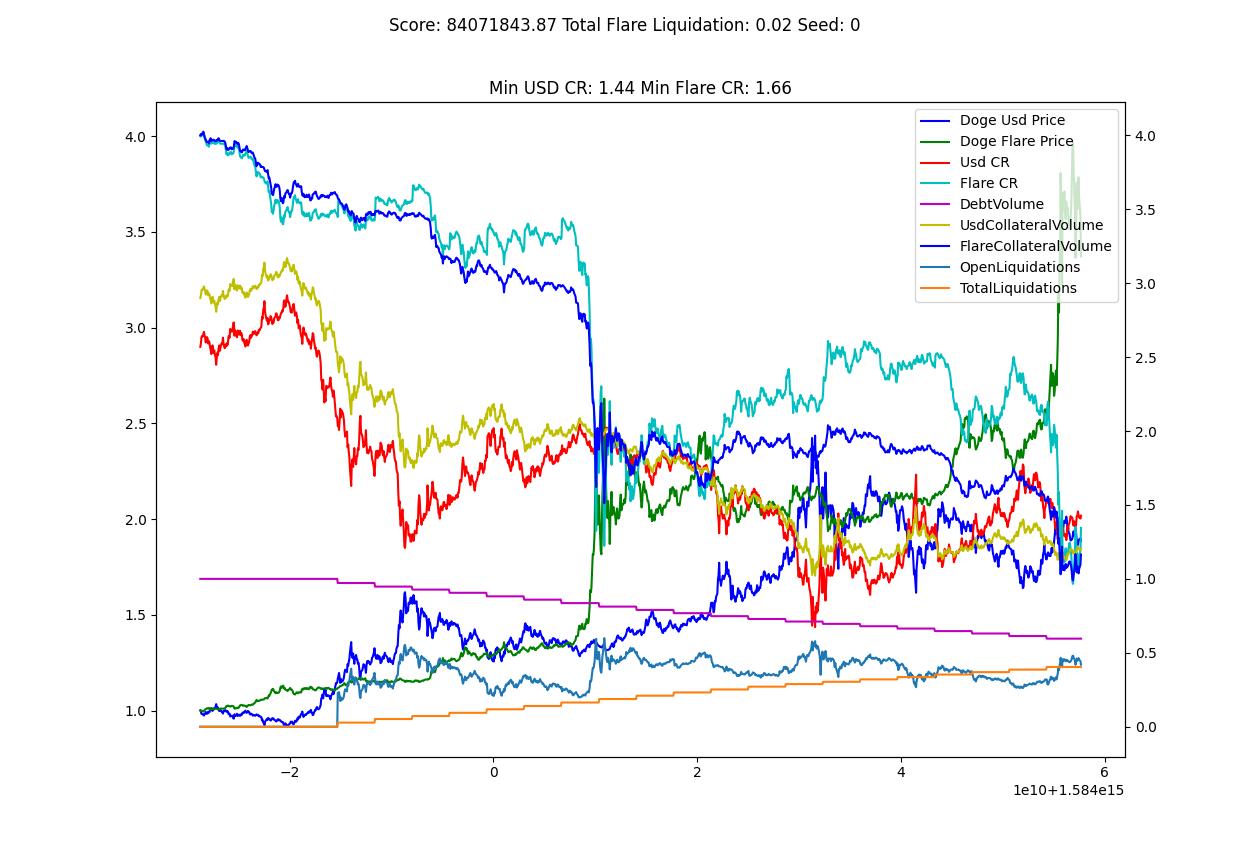 Score: 84071843.87 Total Flare Liquidation: 0.02 Seed: 0
Min USD CR: 1.44 Min Flare CR: 1.66
Doge Usd Price
Doge Flare Price
Usd CR
Flare CR
DebtVolume
UsdCollateralVolume
FlareCollateralVolume
OpenLiquidations
TotalLiquidations
4.0
3.5
3.0
2.5
2.0
1.5
1.0
4.0
3.5
3.0
2.5
2.0
1.5
1.0
0.5
0.0
−2 0 2 4 6
1e10+1.584e15